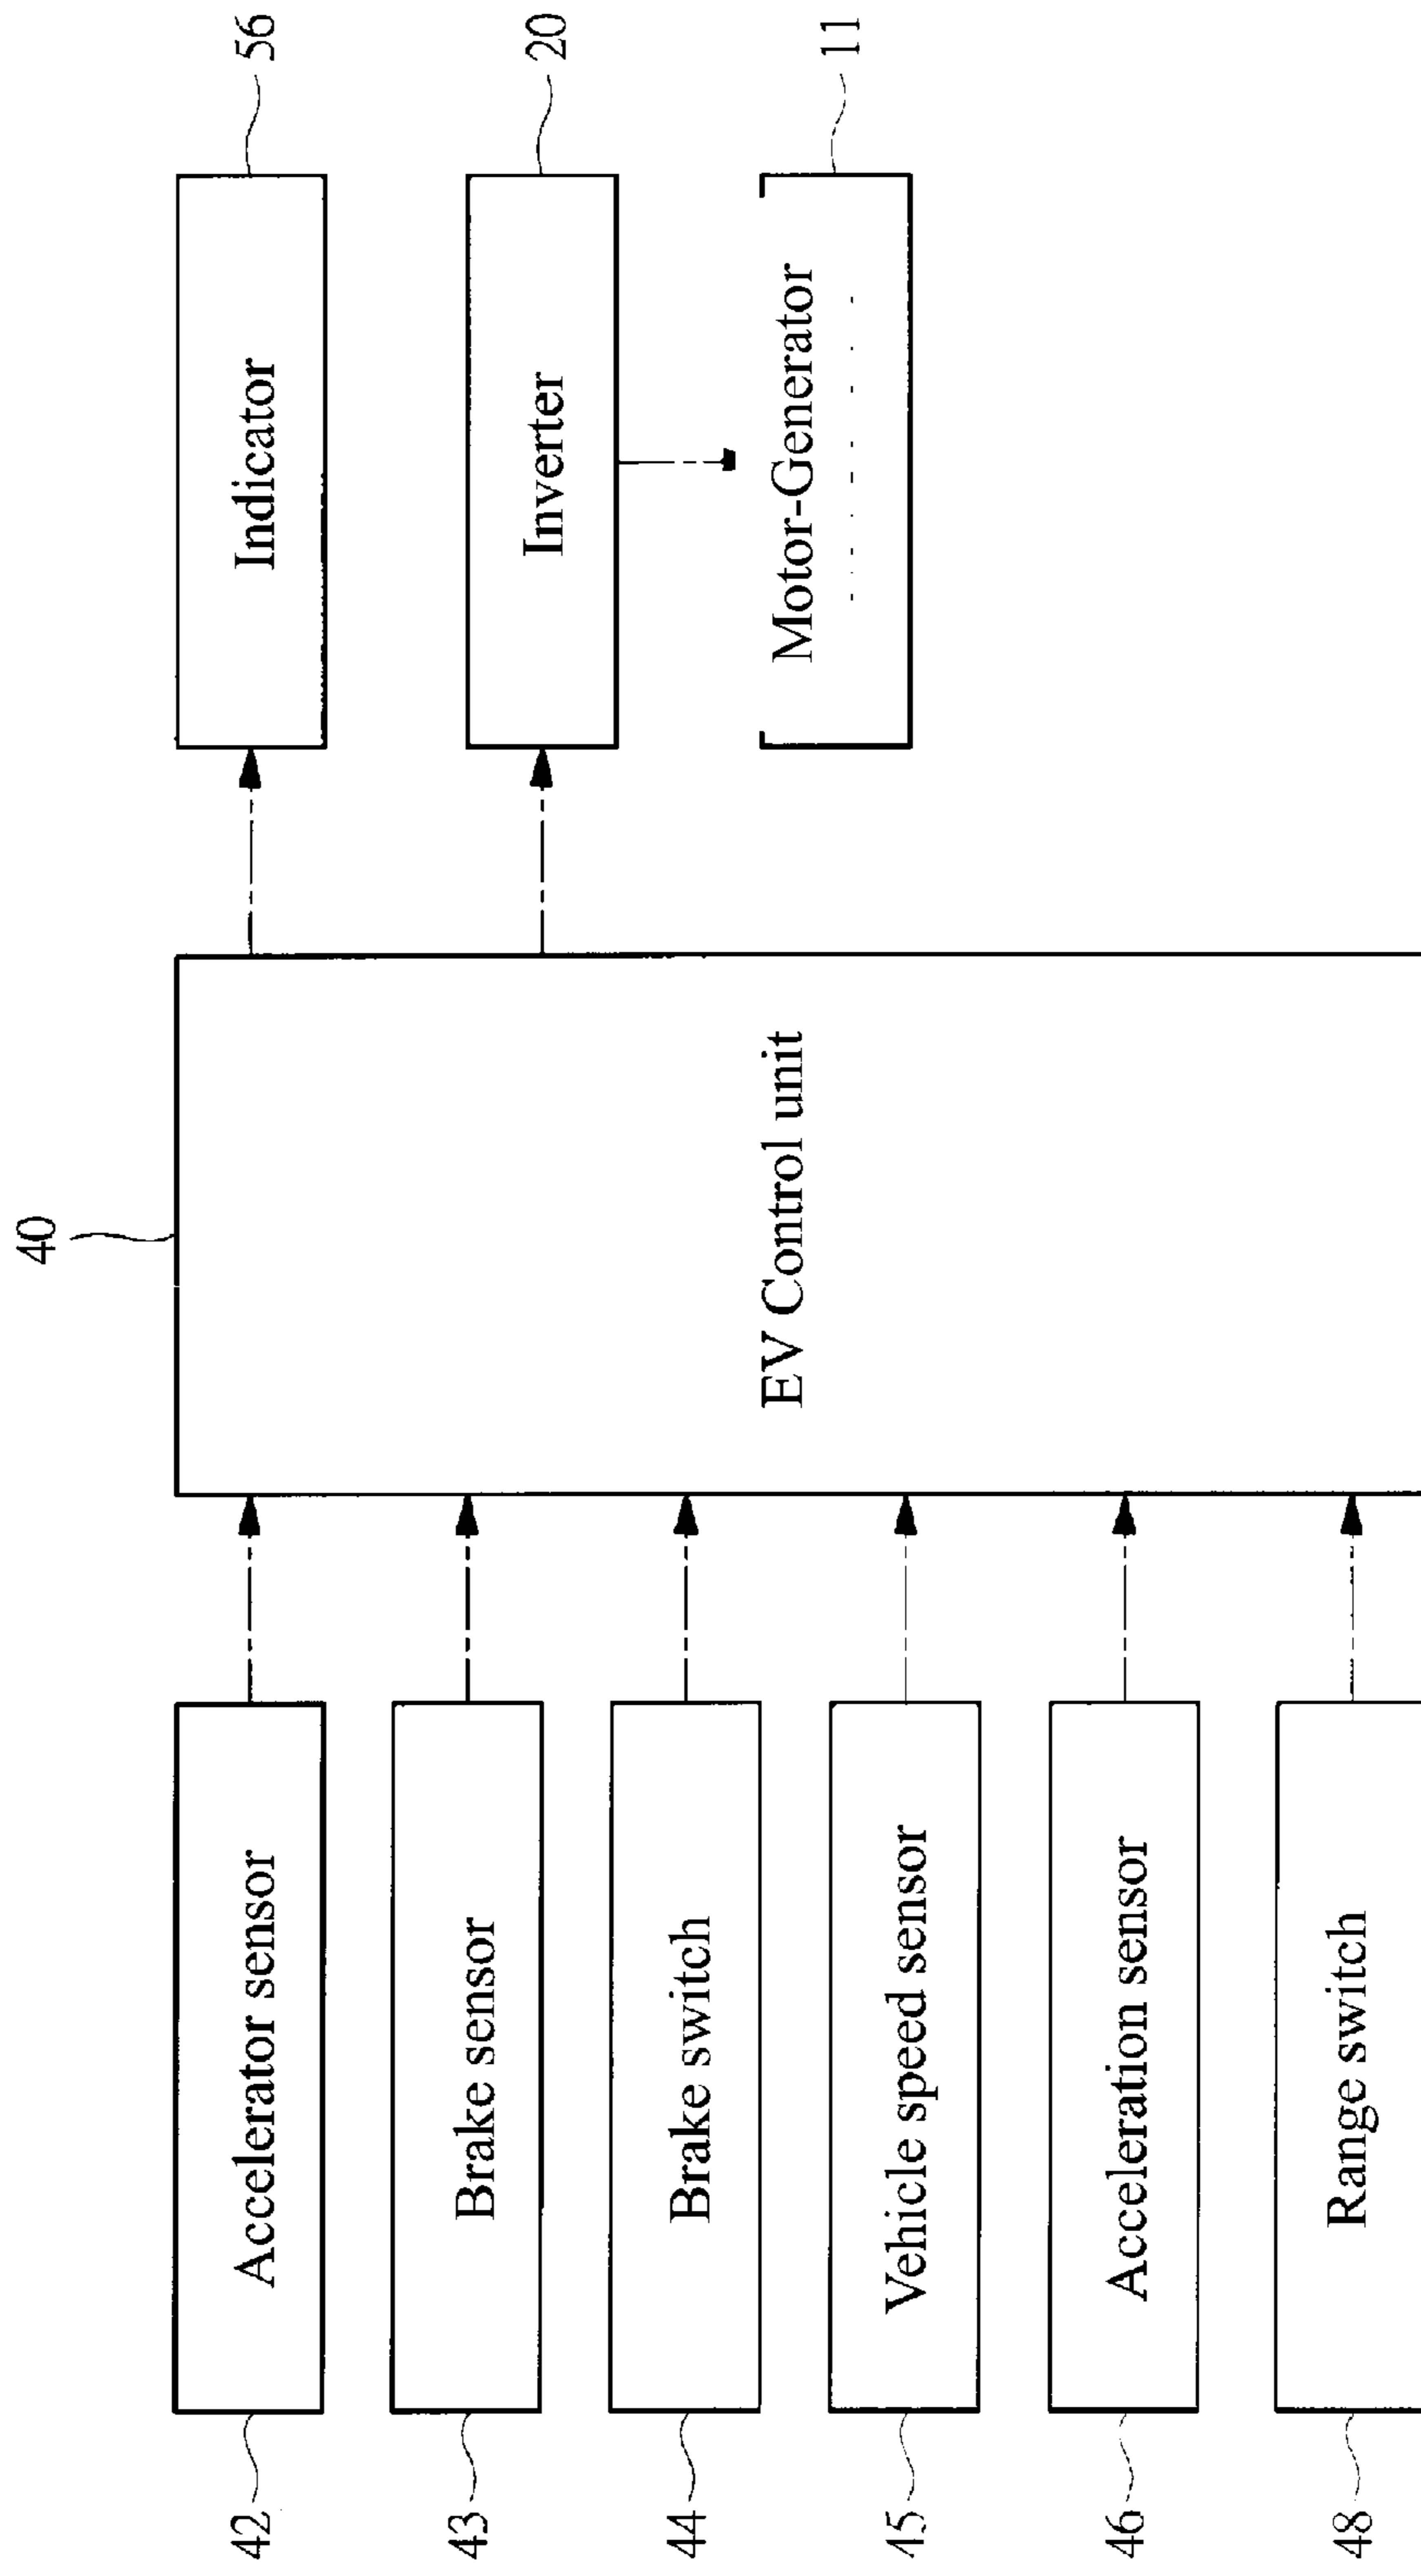 40
42
Accelerator sensor
43
Brake sensor
44
Brake switch
45
Vehicle speed sensor
46
Acceleration sensor
48
Range switch
EV Control unit
Indicator
56
Inverter
20
Motor-Generator
11